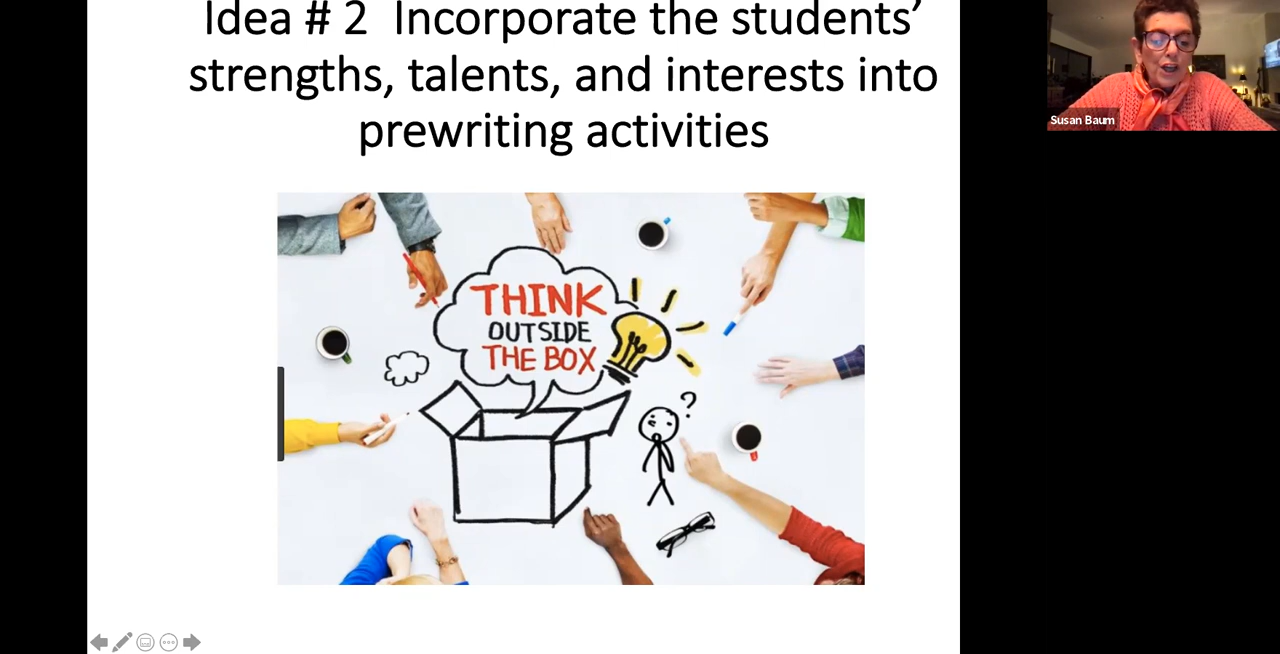 Idea # 2  Incorporate the students’
strengths, talents, and interests into
prewriting activities
Susan Baum
THINK
OUTSIDE
THE BOX
?